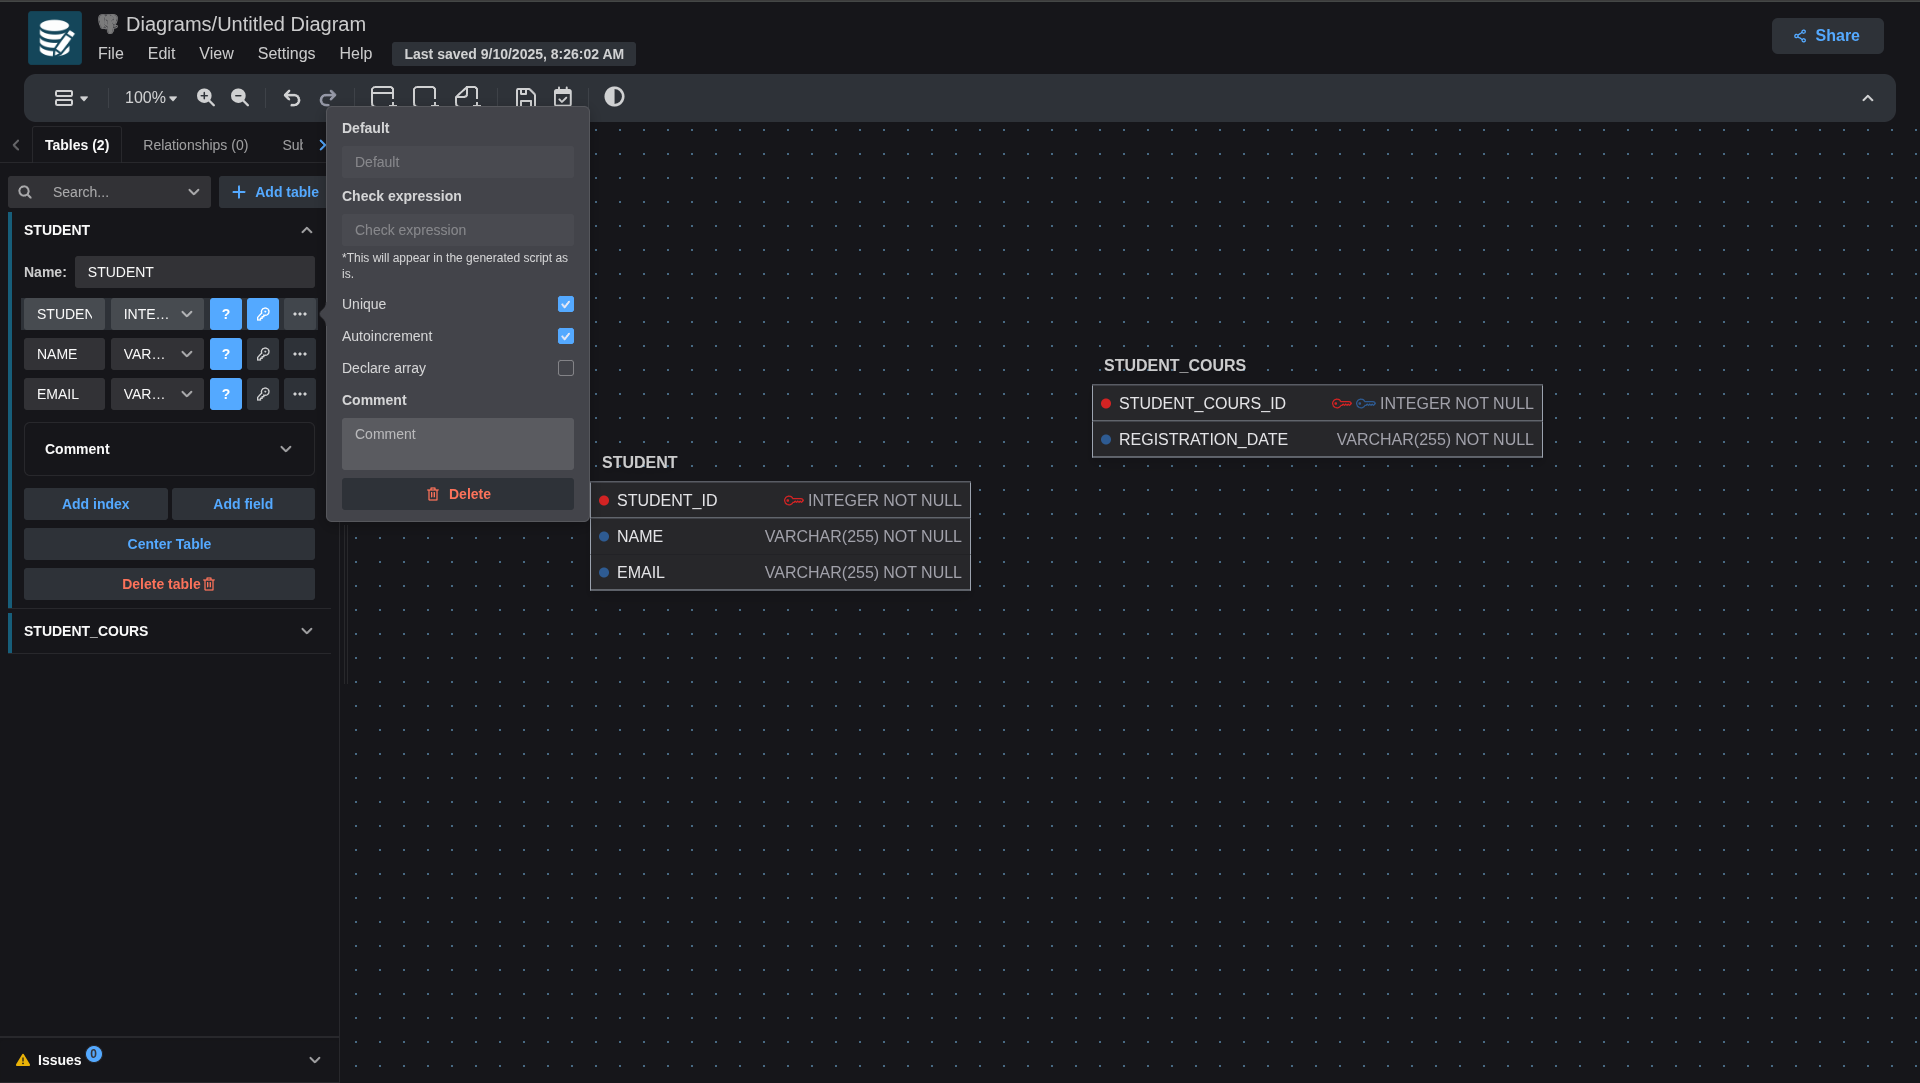 Diagrams/Untitled Diagram
File Edit View Settings Help Last saved 9/10/2025, 8:26:02 AM
Share
100%
Tables (2) Relationships (0) Sub
Search...
Add table
STUDENT
Name: STUDENT
STUDEN INTE... ?
NAME VAR... ?
EMAIL VAR... ?
Comment
Add index Add field
Center Table
Delete table
STUDENT_COURS
Issues 0
Default
Default
Check expression
Check expression
*This will appear in the generated script as
is.
Unique
Autoincrement
Declare array
Comment
Comment
Delete
STUDENT
STUDENT_ID INTEGER NOT NULL
NAME VARCHAR(255) NOT NULL
EMAIL VARCHAR(255) NOT NULL
STUDENT_COURS
STUDENT_COURS_ID INTEGER NOT NULL
REGISTRATION_DATE VARCHAR(255) NOT NULL